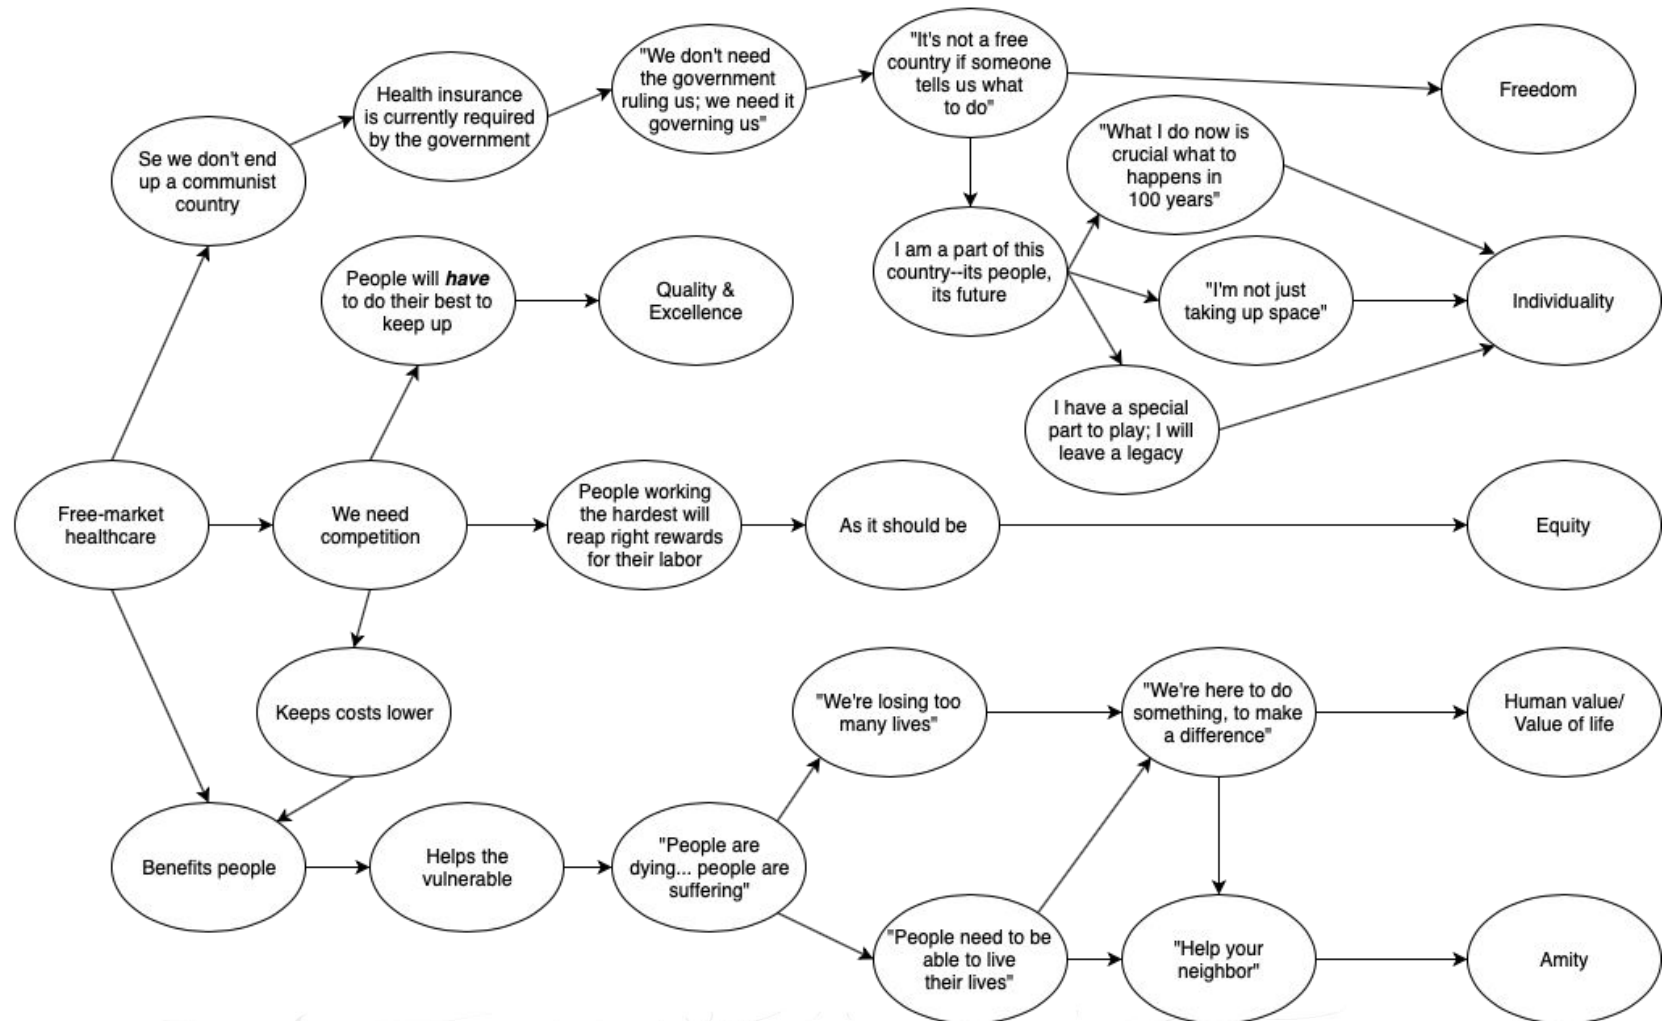 "It's not a free
country if someone
tells us what
to do"
"We don't need
the government
ruling us; we need it
governing us"
Freedom
Health insurance
is currently required
by the government
Se we don't end
up a communist
country
"What I do now is
crucial what to
happens in
100 years"
I am a part of this
country--its people,
its future
People will have
to do their best to
keep up
Quality &
Excellence
"I'm not just
taking up space"
Individuality
I have a special
part to play; I will
leave a legacy
Free-market
healthcare
We need
competition
People working
the hardest will
reap right rewards
for their labor
As it should be
Equity
Keeps costs lower
"We're losing too
many lives"
"We're here to do
something, to make
a difference"
Human value/
Value of life
Benefits people
Helps the
vulnerable
"People are
dying... people are
suffering"
"People need to be
able to live
their lives"
"Help your
neighbor"
Amity